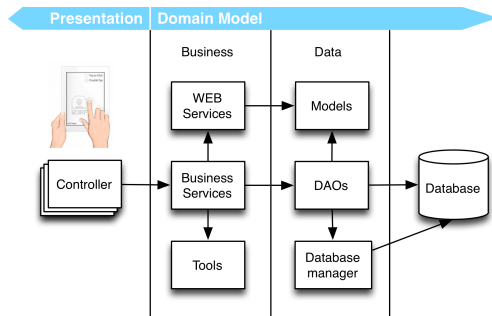 Presentation
Domain Model
Business
Data
WEB
Services
Models
Controller
Business
Services
DAOs
Database
Tools
Database
manager